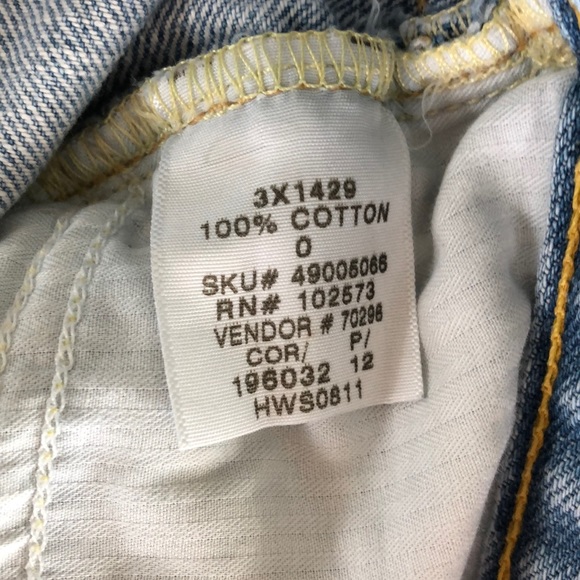 3X1429
100% COTTON
0
SKU# 49005066
RN# 102573
VENDOR # 70296
COR/ P/
196032 12
HWS0811